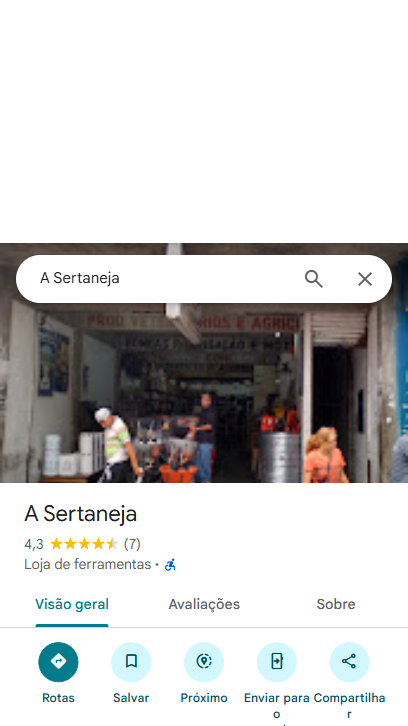 A Sertaneja
PROD VETERINÁRIOS E AGRIC
A Sertaneja
4,3 (7)
Loja de ferramentas ·
Visão geral Avaliações Sobre
Rotas Salvar Próximo Enviar para o Compartilhar